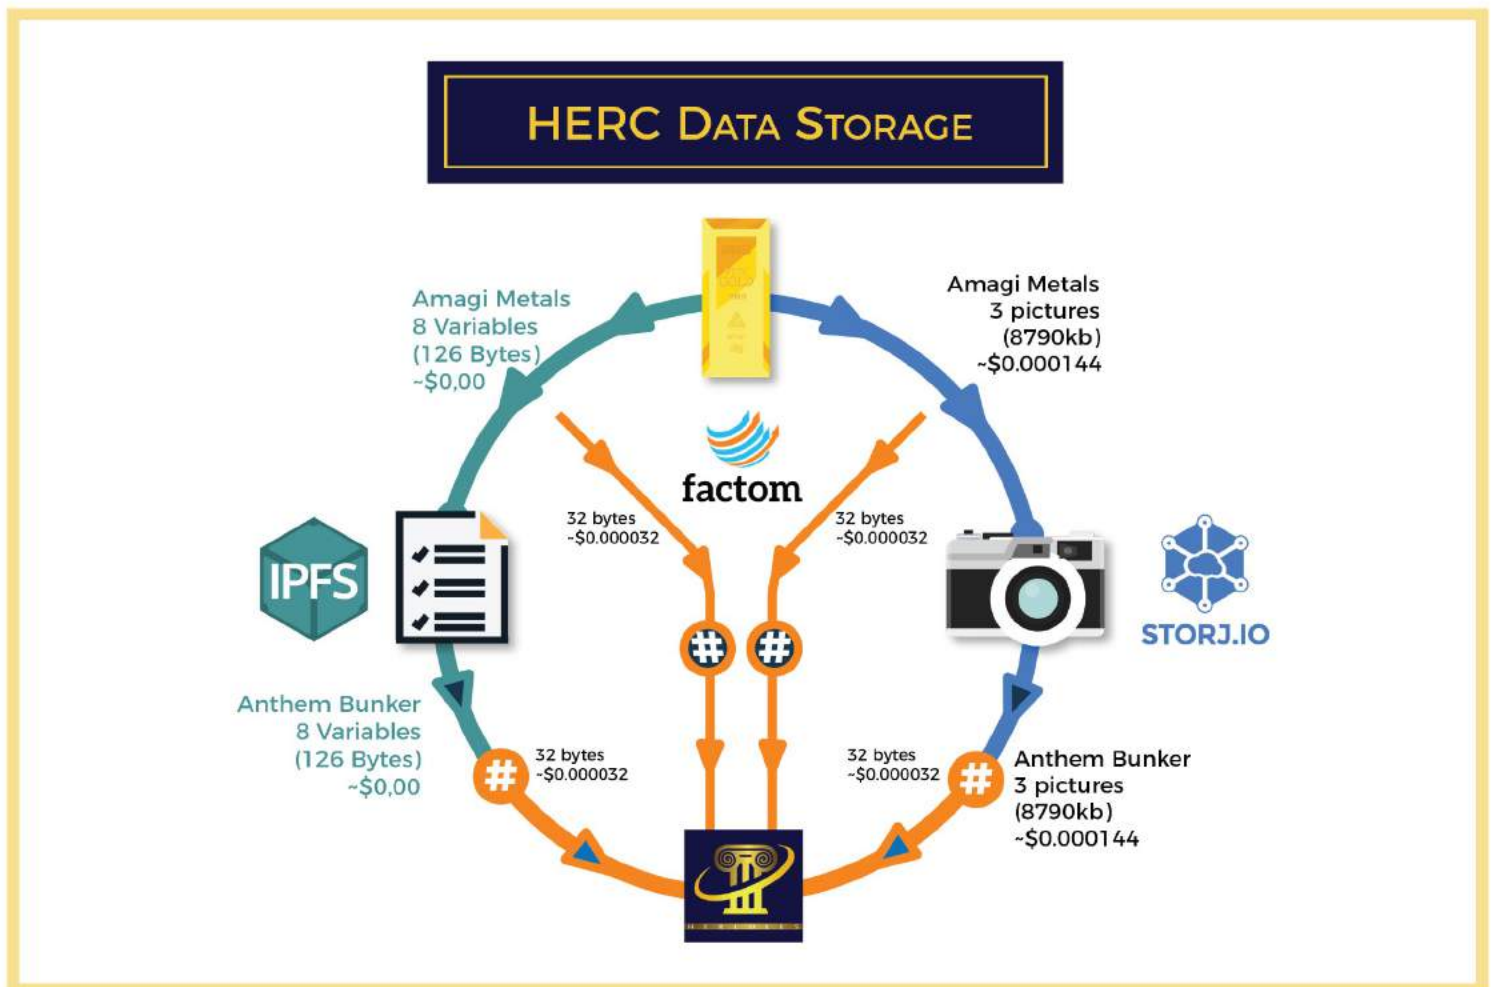 HERC DATA STORAGE
Amagi Metals
8 Variables
(126 Bytes)
~$0,00
Amagi Metals
3 pictures
(8790kb)
~$0.000144
factom
32 bytes
~$0.000032
32 bytes
~$0.000032
IPFS
STORJ.IO
#
#
Anthem Bunker
8 Variables
(126 Bytes)
~$0,00
#
32 bytes
~$0.000032
32 bytes
~$0.000032
#
Anthem Bunker
3 pictures
(8790kb)
~$0.000144